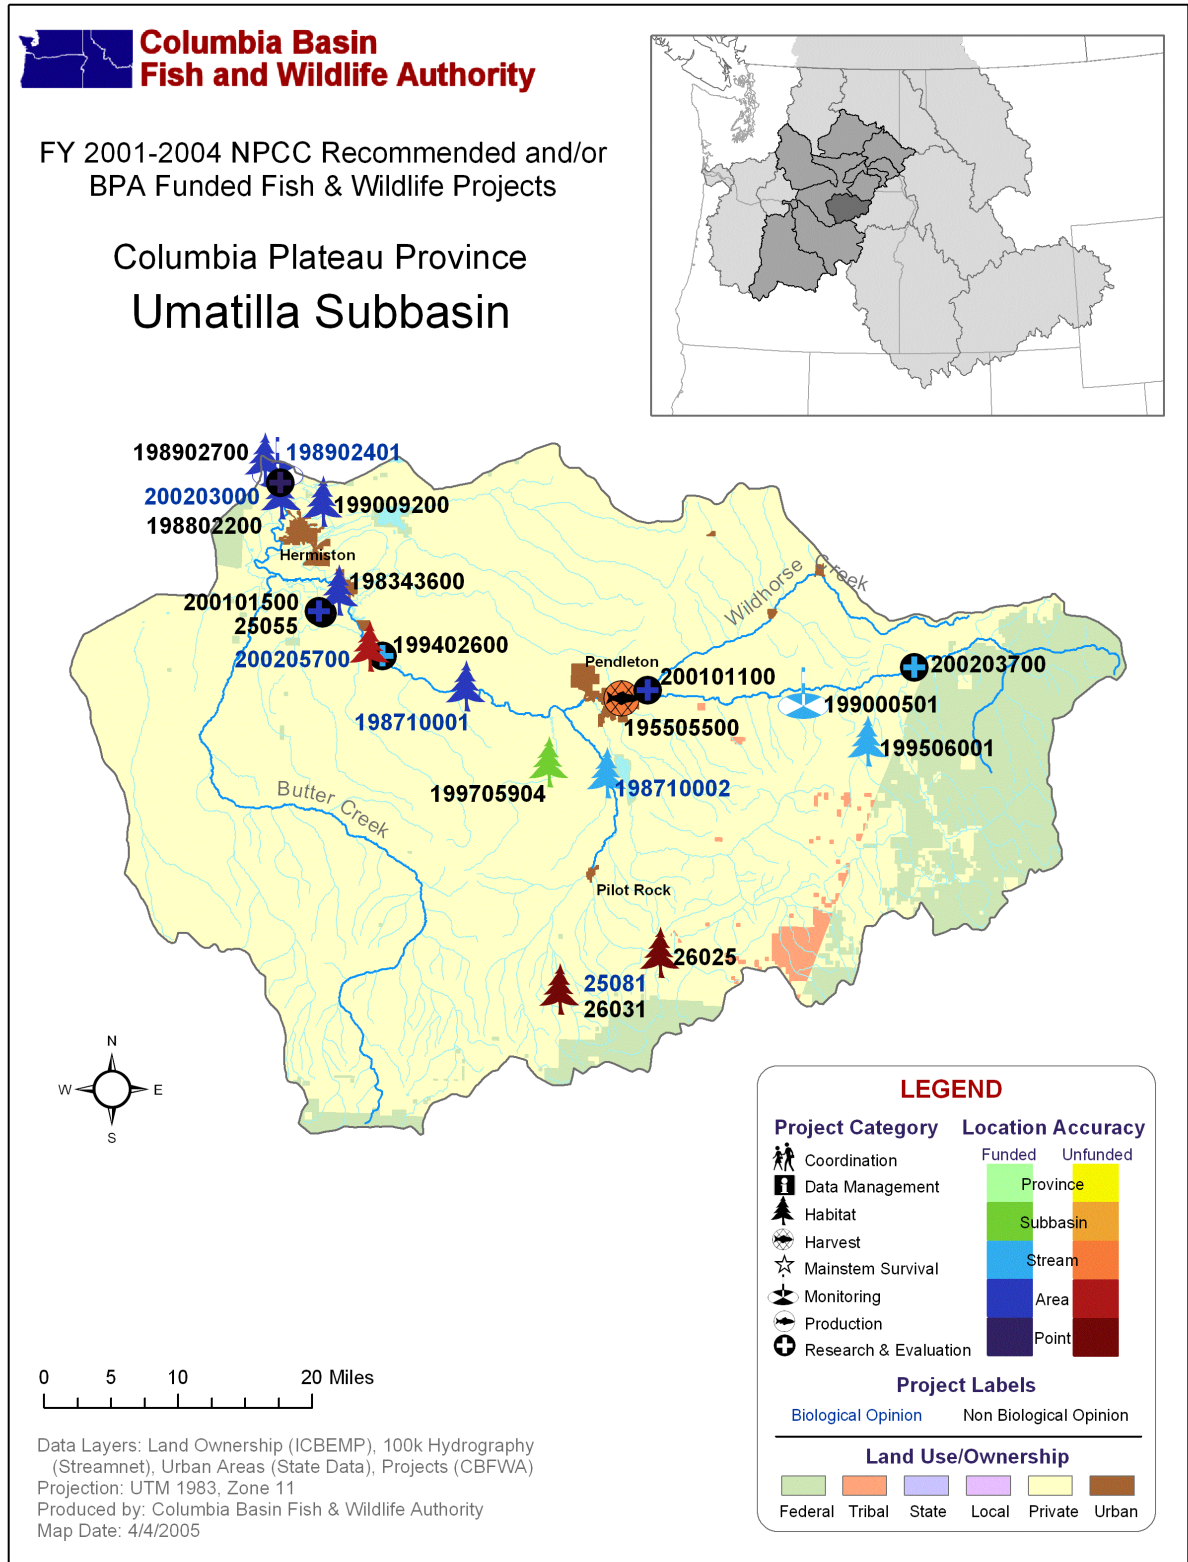 Columbia Basin
Fish and Wildlife Authority
FY 2001-2004 NPCC Recommended and/or
BPA Funded Fish & Wildlife Projects
Columbia Plateau Province
Umatilla Subbasin
198902700
198902401
200203000
199009200
198802200
Hermiston
198343600
200101500
25055
199402600
200205700
198710001
Wildhorse Creek
Pendleton
200101100
200203700
195505500
199000501
199506001
199705904
198710002
Butter Creek
Pilot Rock
26025
25081
26031
N
W E
S
LEGEND
Project Category
Coordination
Data Management
Habitat
Harvest
Mainstem Survival
Monitoring
Production
Research & Evaluation
Location Accuracy
Funded Unfunded
Province
Subbasin
Stream
Area
Point
Project Labels
Biological Opinion Non Biological Opinion
Land Use/Ownership
Federal Tribal State Local Private Urban
0 5 10 20 Miles
Data Layers: Land Ownership (ICBEMP), 100k Hydrography
(Streamnet), Urban Areas (State Data), Projects (CBFWA)
Projection: UTM 1983, Zone 11
Produced by: Columbia Basin Fish & Wildlife Authority
Map Date: 4/4/2005